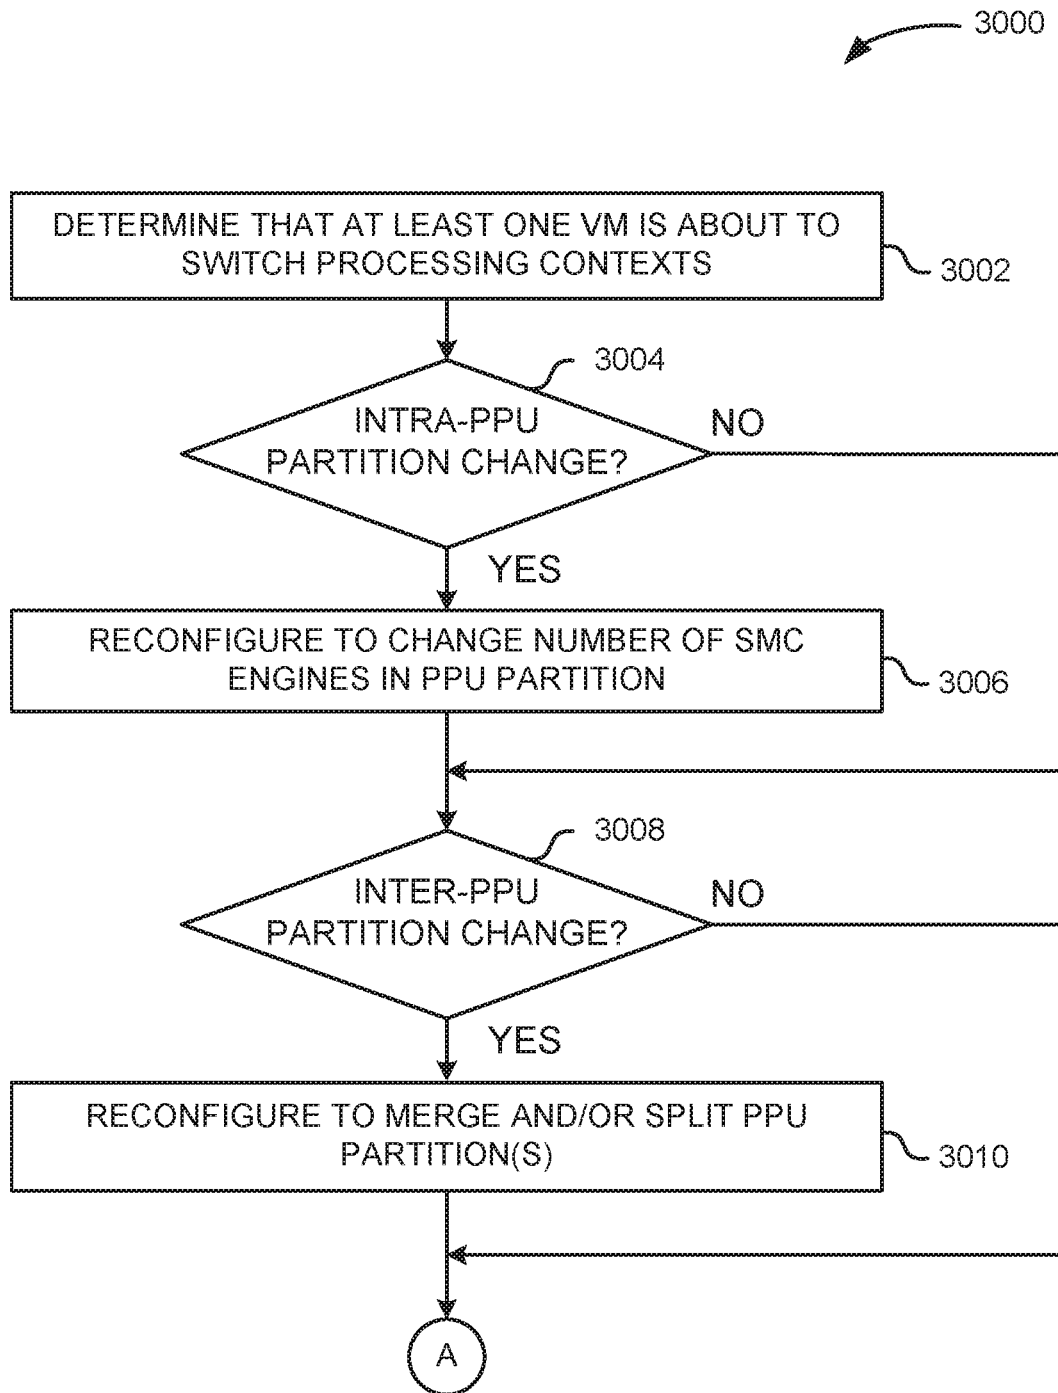 3000
DETERMINE THAT AT LEAST ONE VM IS ABOUT TO
SWITCH PROCESSING CONTEXTS
3002
3004
INTRA-PPU
PARTITION CHANGE?
NO
YES
RECONFIGURE TO CHANGE NUMBER OF SMC
ENGINES IN PPU PARTITION
3006
3008
INTER-PPU
PARTITION CHANGE?
NO
YES
RECONFIGURE TO MERGE AND/OR SPLIT PPU
PARTITION(S)
3010
A